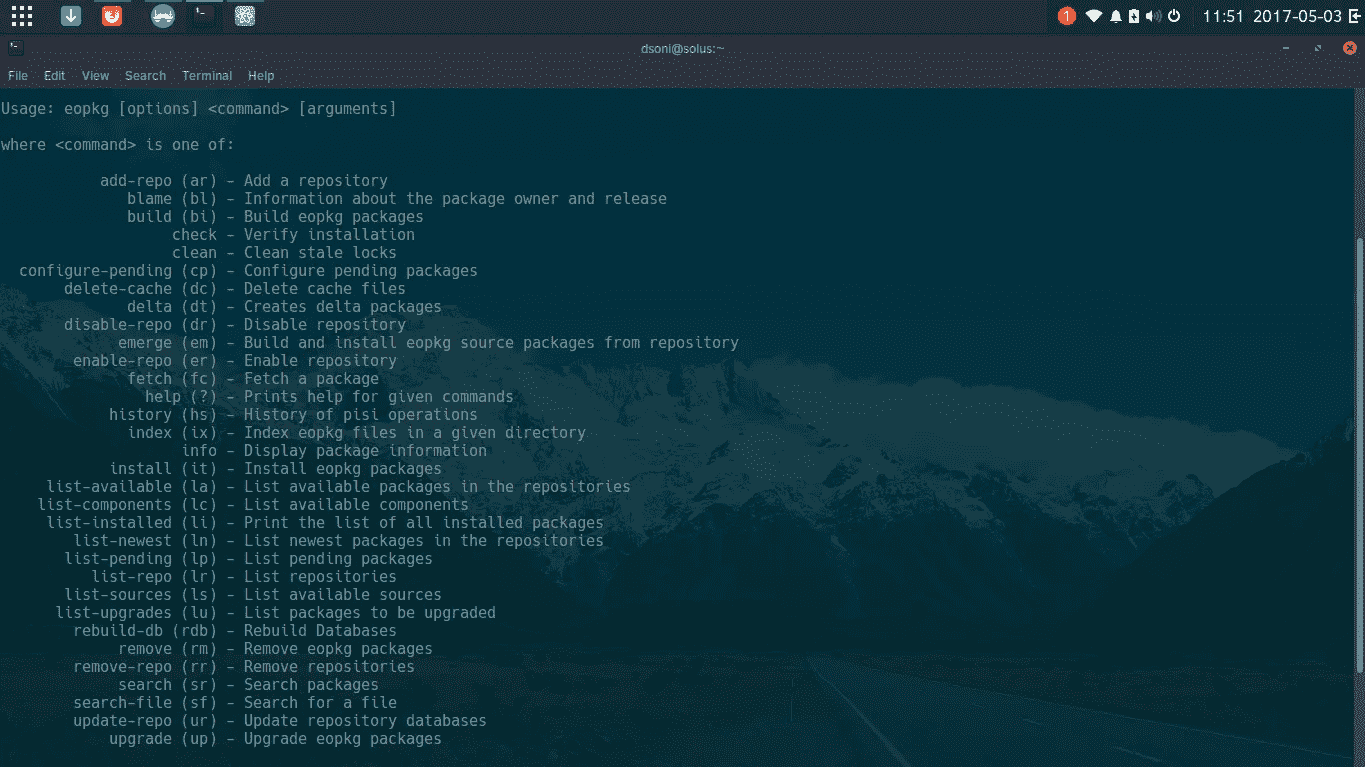 1 11:51 2017-05-03
dsoni@solus:~
File Edit View Search Terminal Help
Usage: eopkg [options] <command> [arguments]
where <command> is one of:
add-repo (ar) - Add a repository
blame (bl) - Information about the package owner and release
build (bi) - Build eopkg packages
check - Verify installation
clean - Clean stale locks
configure-pending (cp) - Configure pending packages
delete-cache (dc) - Delete cache files
delta (dt) - Creates delta packages
disable-repo (dr) - Disable repository
emerge (em) - Build and install eopkg source packages from repository
enable-repo (er) - Enable repository
fetch (fc) - Fetch a package
help (?) - Prints help for given commands
history (hs) - History of pisi operations
index (ix) - Index eopkg files in a given directory
info - Display package information
install (it) - Install eopkg packages
list-available (la) - List available packages in the repositories
list-components (lc) - List available components
list-installed (li) - Print the list of all installed packages
list-newest (ln) - List newest packages in the repositories
list-pending (lp) - List pending packages
list-repo (lr) - List repositories
list-sources (ls) - List available sources
list-upgrades (lu) - List packages to be upgraded
rebuild-db (rdb) - Rebuild Databases
remove (rm) - Remove eopkg packages
remove-repo (rr) - Remove repositories
search (sr) - Search packages
search-file (sf) - Search for a file
update-repo (ur) - Update repository databases
upgrade (up) - Upgrade eopkg packages